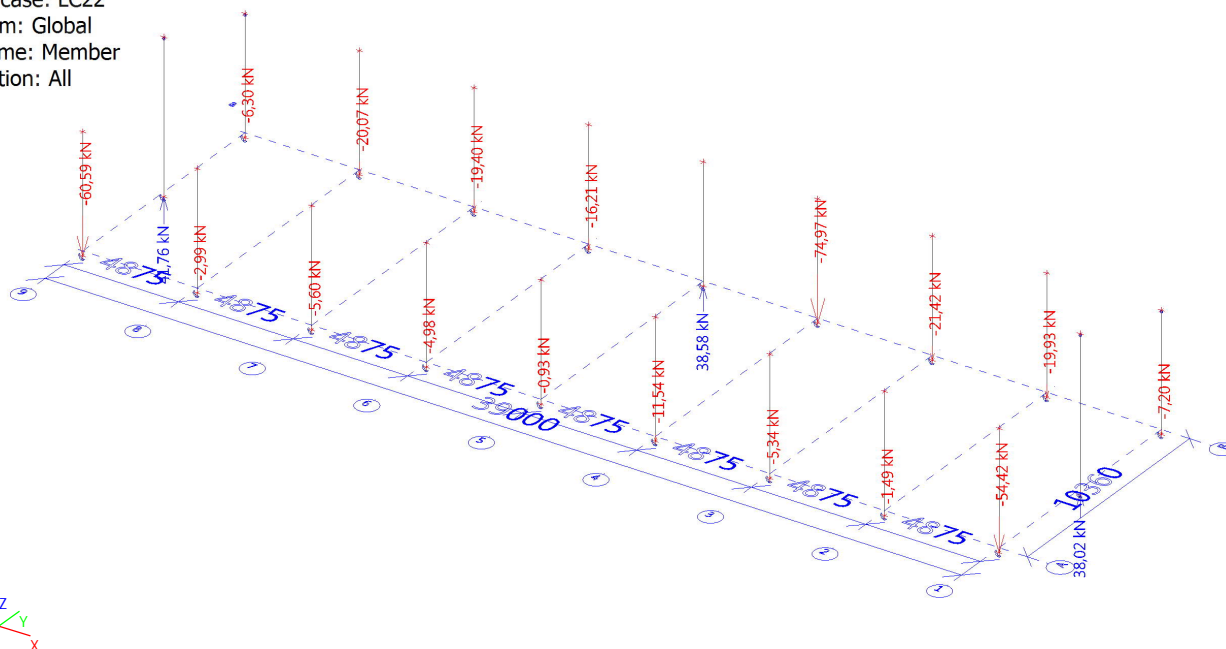 case: LC22
m: Global
me: Member
tion: All
-6,30 kN
-20,07 kN
-60,59 kN
-19,40 kN
-16,21 kN
41,76 kN
-2,99 kN
-74,97 kN
-5,60 kN
-21,42 kN
-4,98 kN
38,58 kN
-0,93 kN
-19,93 kN
-11,54 kN
-7,20 kN
-5,34 kN
-1,49 kN
-54,42 kN
38,02 kN
4875
4875
4875
4875
4875
4875
4875
4875
39000
10360
9
8
7
6
5
4
3
2
1
A
Z
Y
X